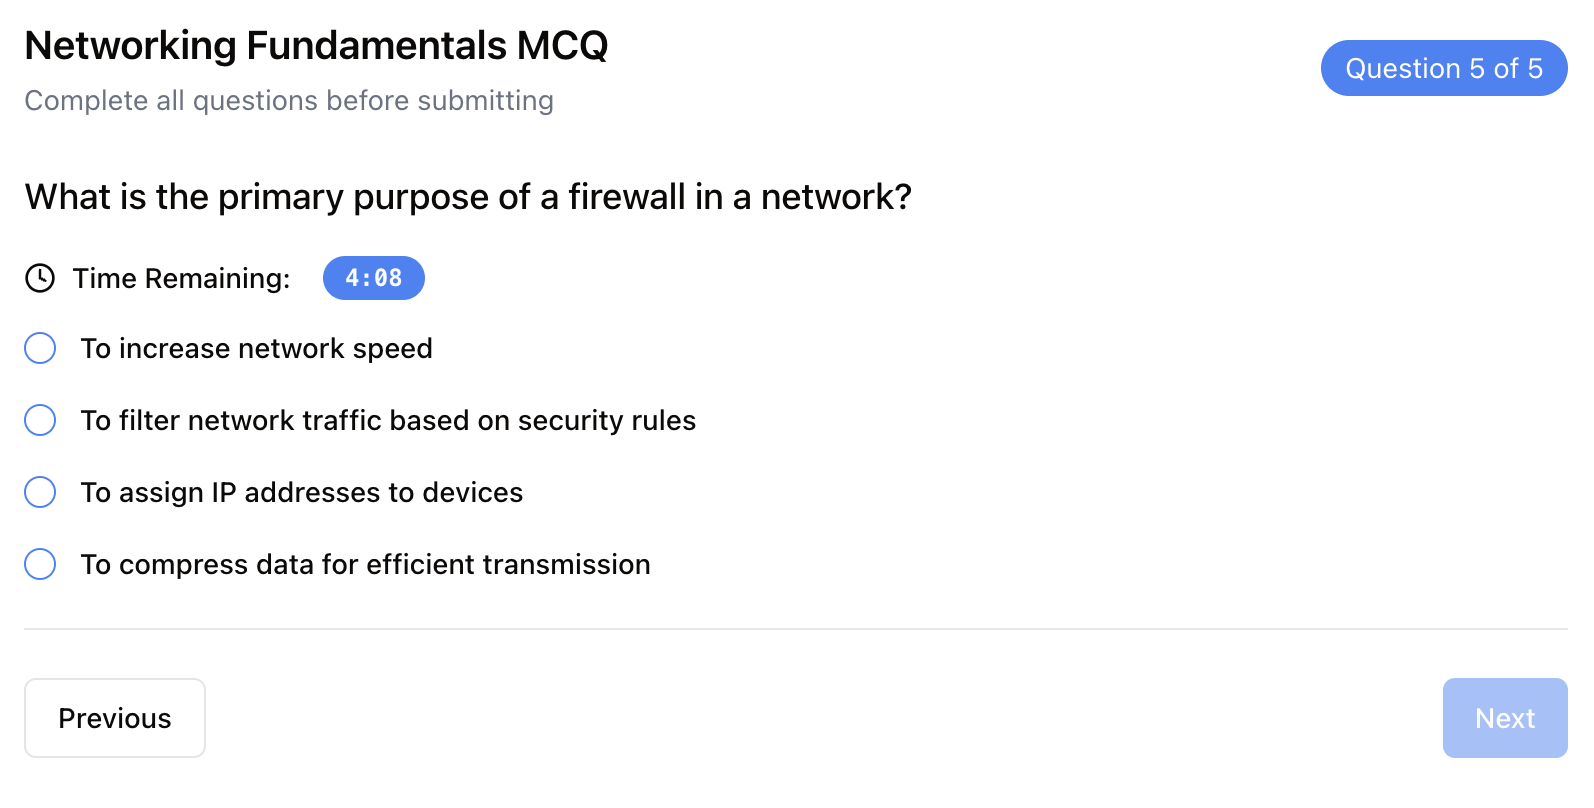 Networking Fundamentals MCQ
Complete all questions before submitting
Question 5 of 5
What is the primary purpose of a firewall in a network?
Time Remaining: 4:08
To increase network speed
To filter network traffic based on security rules
To assign IP addresses to devices
To compress data for efficient transmission
Previous
Next